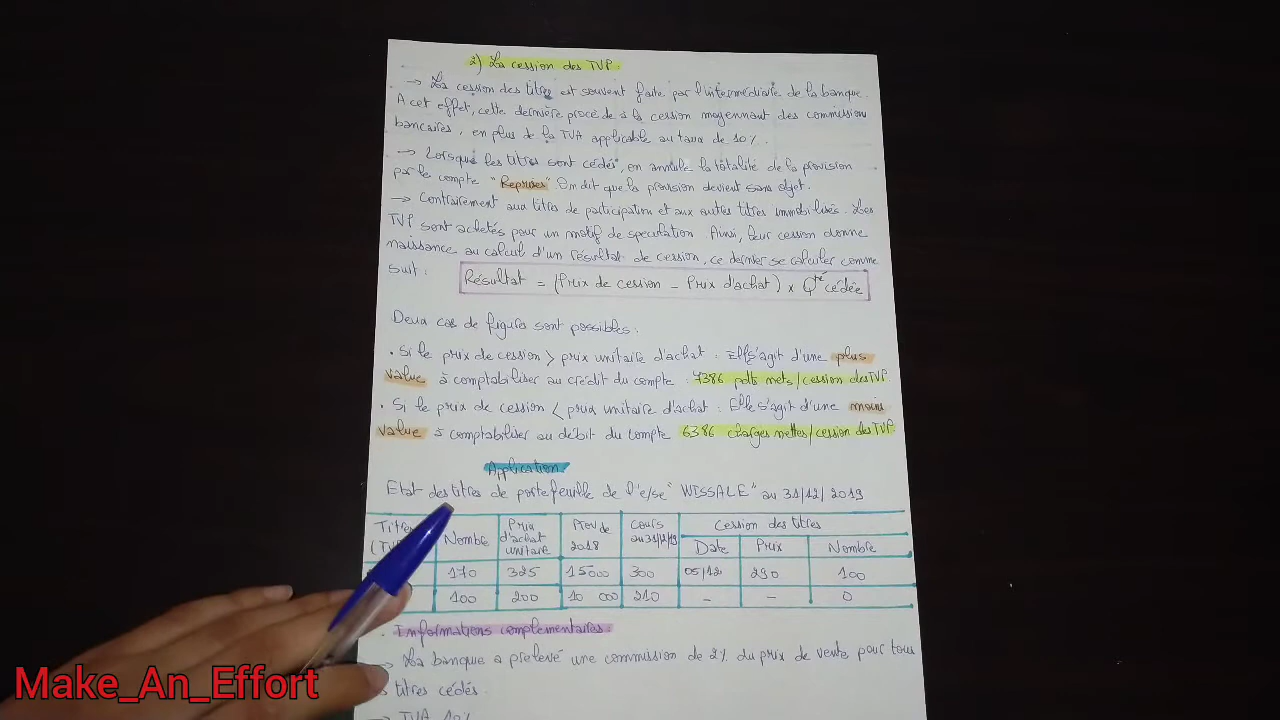 2) La cession des TVP:
→ La cession des titres est souvent faite par l'intermédiaire de la banque.
A cet effet, cette dernière procède à la cession moyennant des commission
bancaires, en plus de la TVA applicable au taux de 10%.
→ Lorsque les titres sont cédés, en annule la totalité de la provision
par le compte "Reprises". On dit que la provision devient sans objet.
→ Contrairement aux titres de participation et aux autres titres immobilisés. Les
TVP sont achetés pour un motif de spéculation. Ainsi, leur cession donne
naissance au calcul d'un résultat de cession, ce dernier se calculer comme
suit:
Résultat = (Prix de cession - Prix d'achat) x Qté cédée
Deux cas de figures sont possibles:
• Si le prix de cession > prix unitaire d'achat: s'agit d'une plus
value à comptabiliser au crédit du compte: 7386 pdts nets/cession des TVP.
• Si le prix de cession < prix unitaire d'achat: Elle s'agit d'une moins
value à comptabiliser au débit du compte 6386 charges nettes/cession des TVP
Application:
Etat des titres de portefeuille de l'e/se "WISSALE" au 31/12/2019
Titres Nombre Prix d'achat unitaire Prov de 2018 Cours au 31/12/19 Cession des titres
Date Prix Nombre
170 325 15000 300 05/12 290 100
100 200 10 000 210 - - 0
• Informations complémentaires:
→ La banque a prélevé une commission de 2% du prix de vente pour tous
titres cédés.
→ TVA 10%
Make_An_Effort